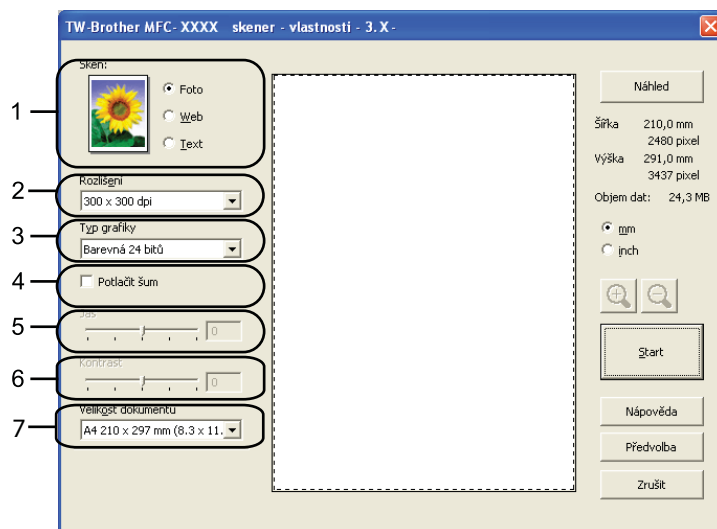 TW-Brother MFC- XXXX skener - vlastnosti - 3. X -
1
Sken:
Foto
Web
Text
2
Rozlišení
300 x 300 dpi
3
Typ grafiky
Barevná 24 bitů
4
Potlačit šum
5
Jas
0
6
Kontrast
0
7
Velikost dokumentu
A4 210 x 297 mm (8.3 x 11.
Náhled
Šířka 210,0 mm
2480 pixel
Výška 291,0 mm
3437 pixel
Objem dat: 24,3 MB
mm
inch
Start
Nápověda
Předvolba
Zrušit